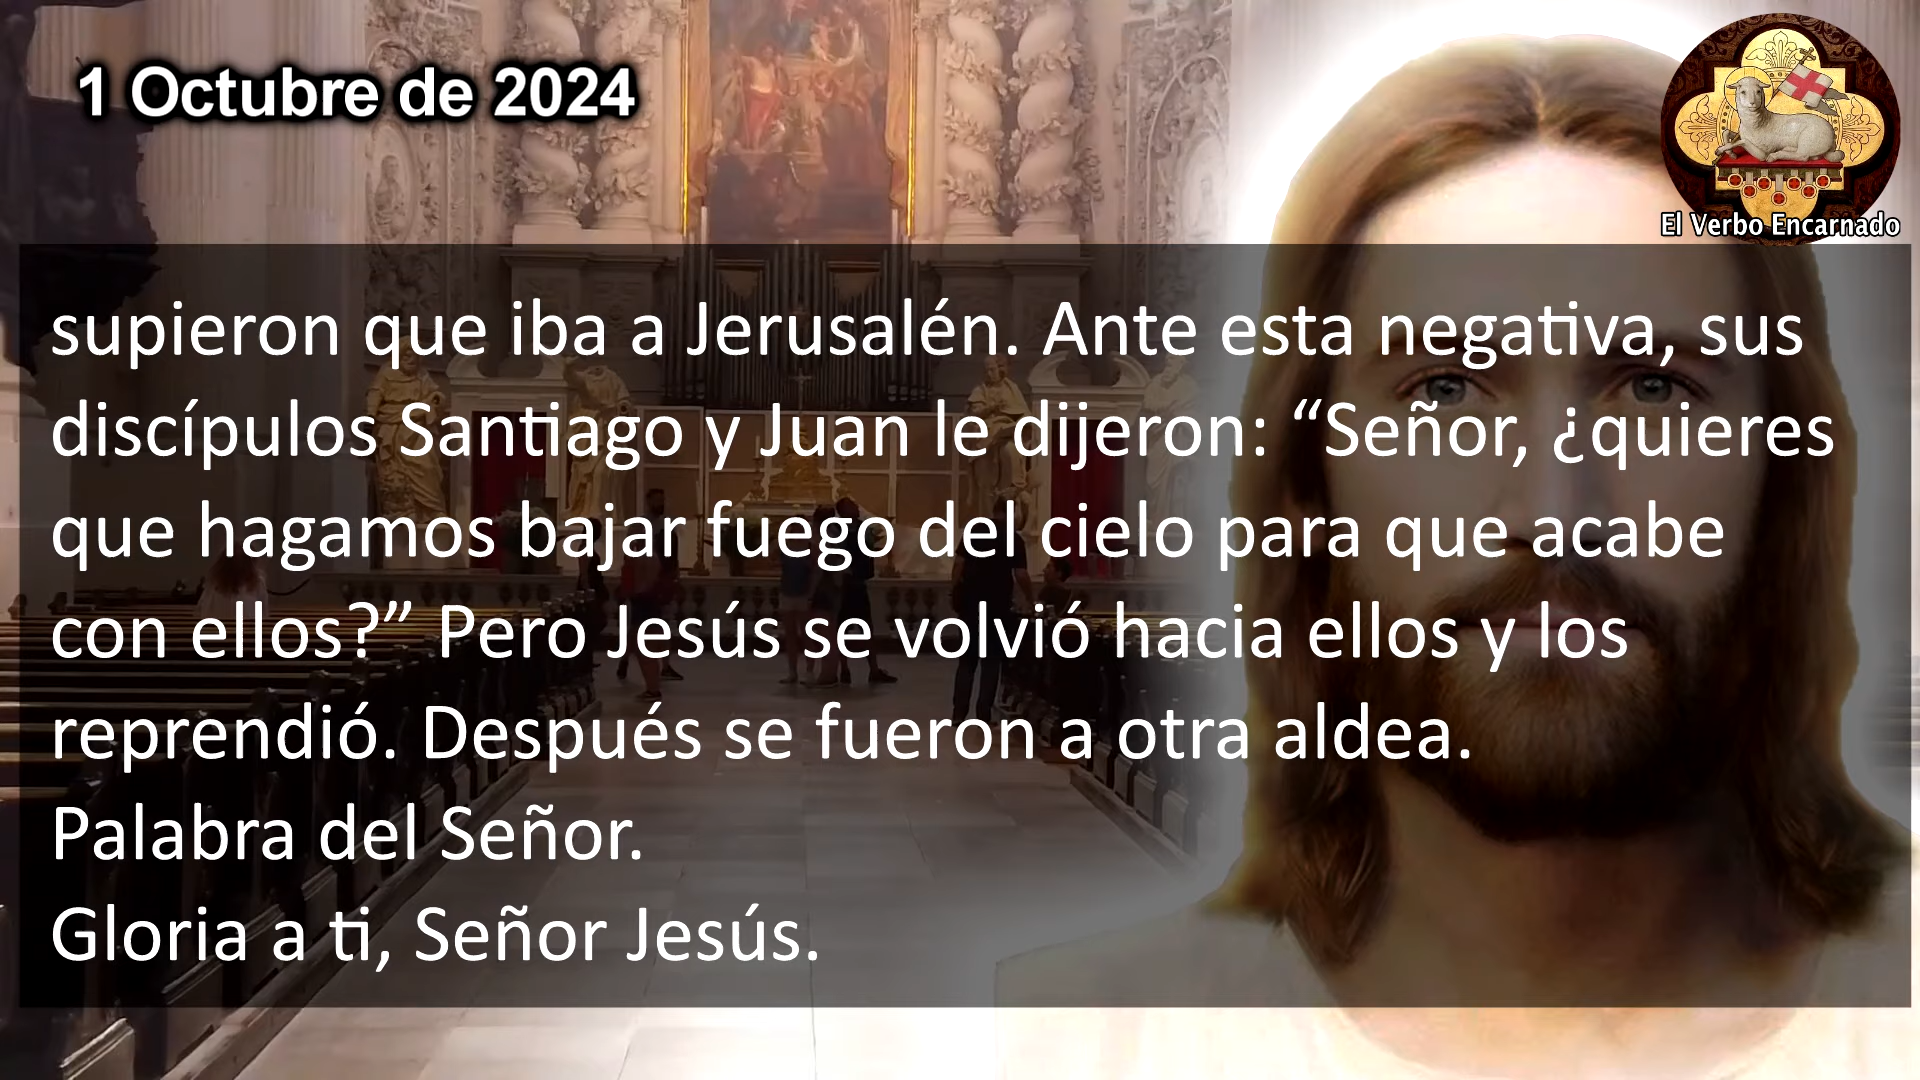 1 Octubre de 2024
El Verbo Encarnado
supieron que iba a Jerusalén. Ante esta negativa, sus
discípulos Santiago y Juan le dijeron: “Señor, ¿quieres
que hagamos bajar fuego del cielo para que acabe
con ellos?” Pero Jesús se volvió hacia ellos y los
reprendió. Después se fueron a otra aldea.
Palabra del Señor.
Gloria a ti, Señor Jesús.